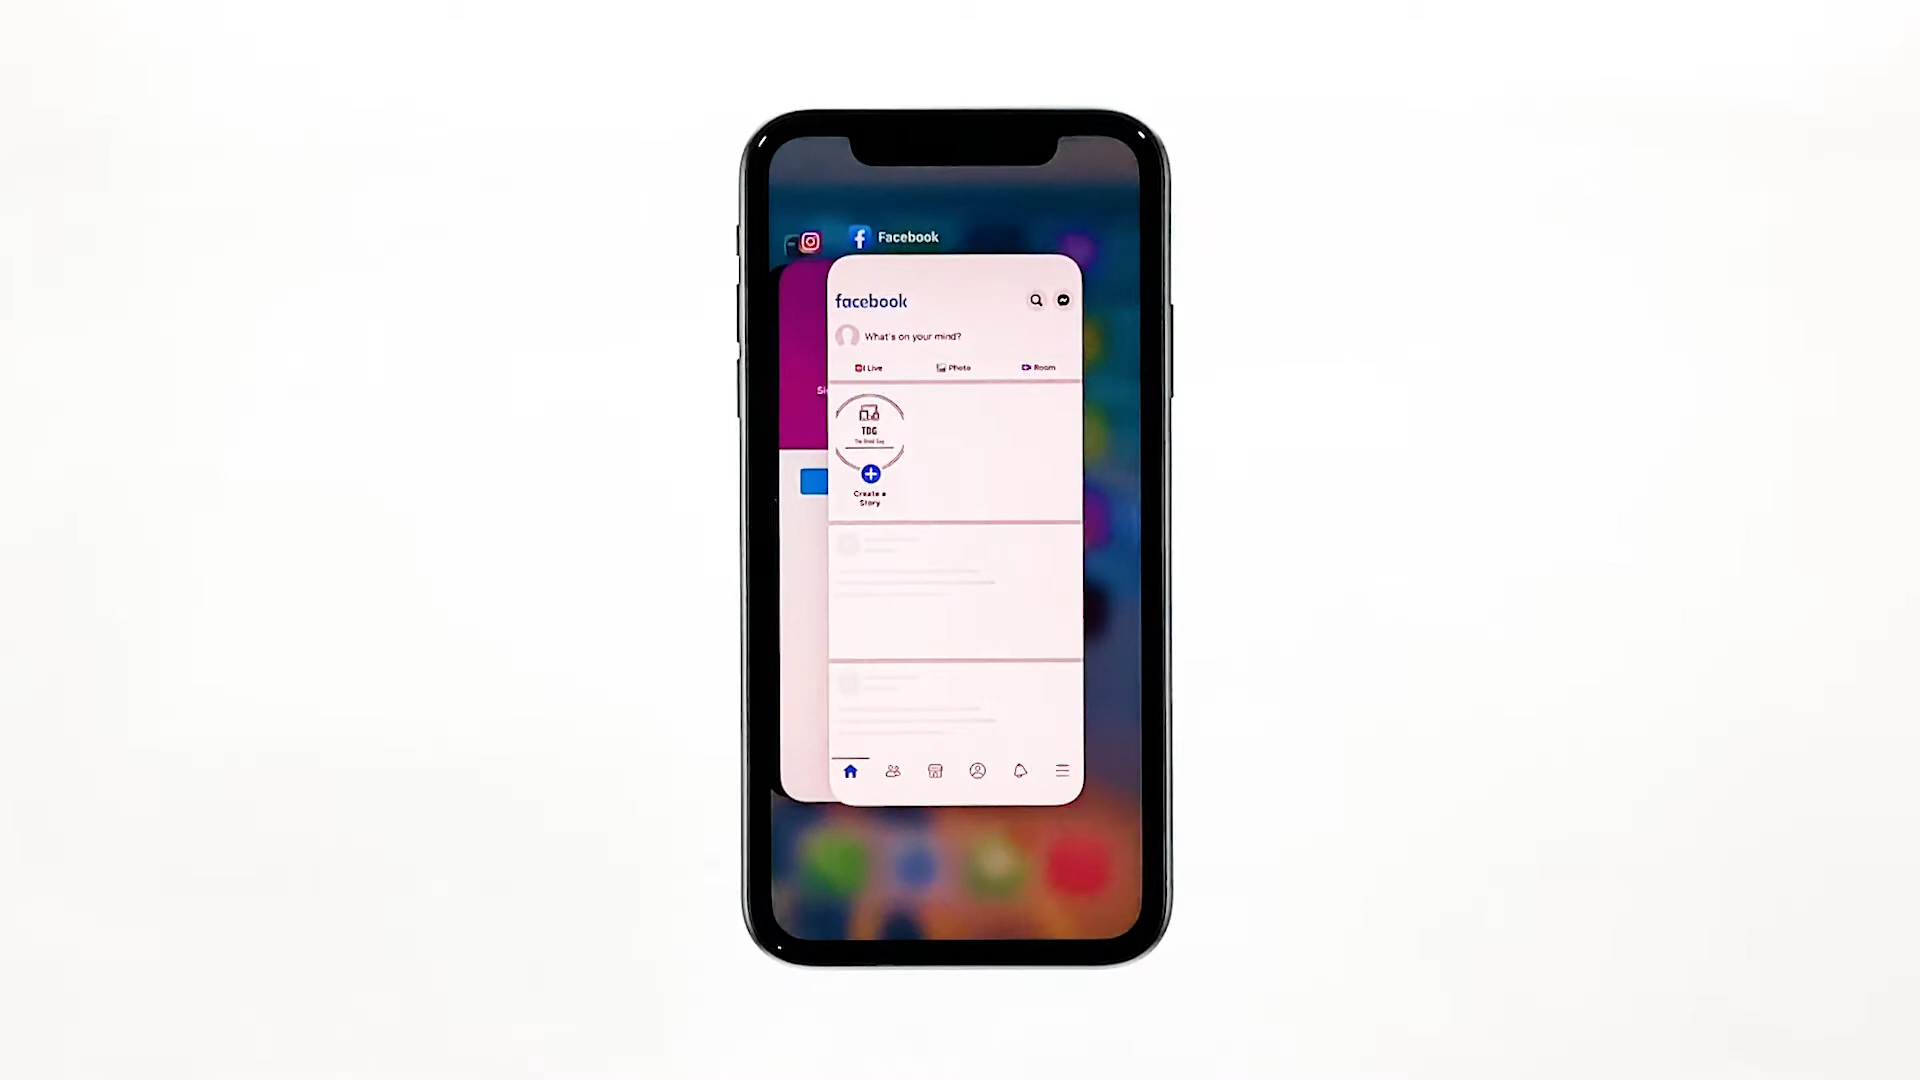 Facebook
facebook
What's on your mind?
Live
Photo
Room
TDG
Create a
Story